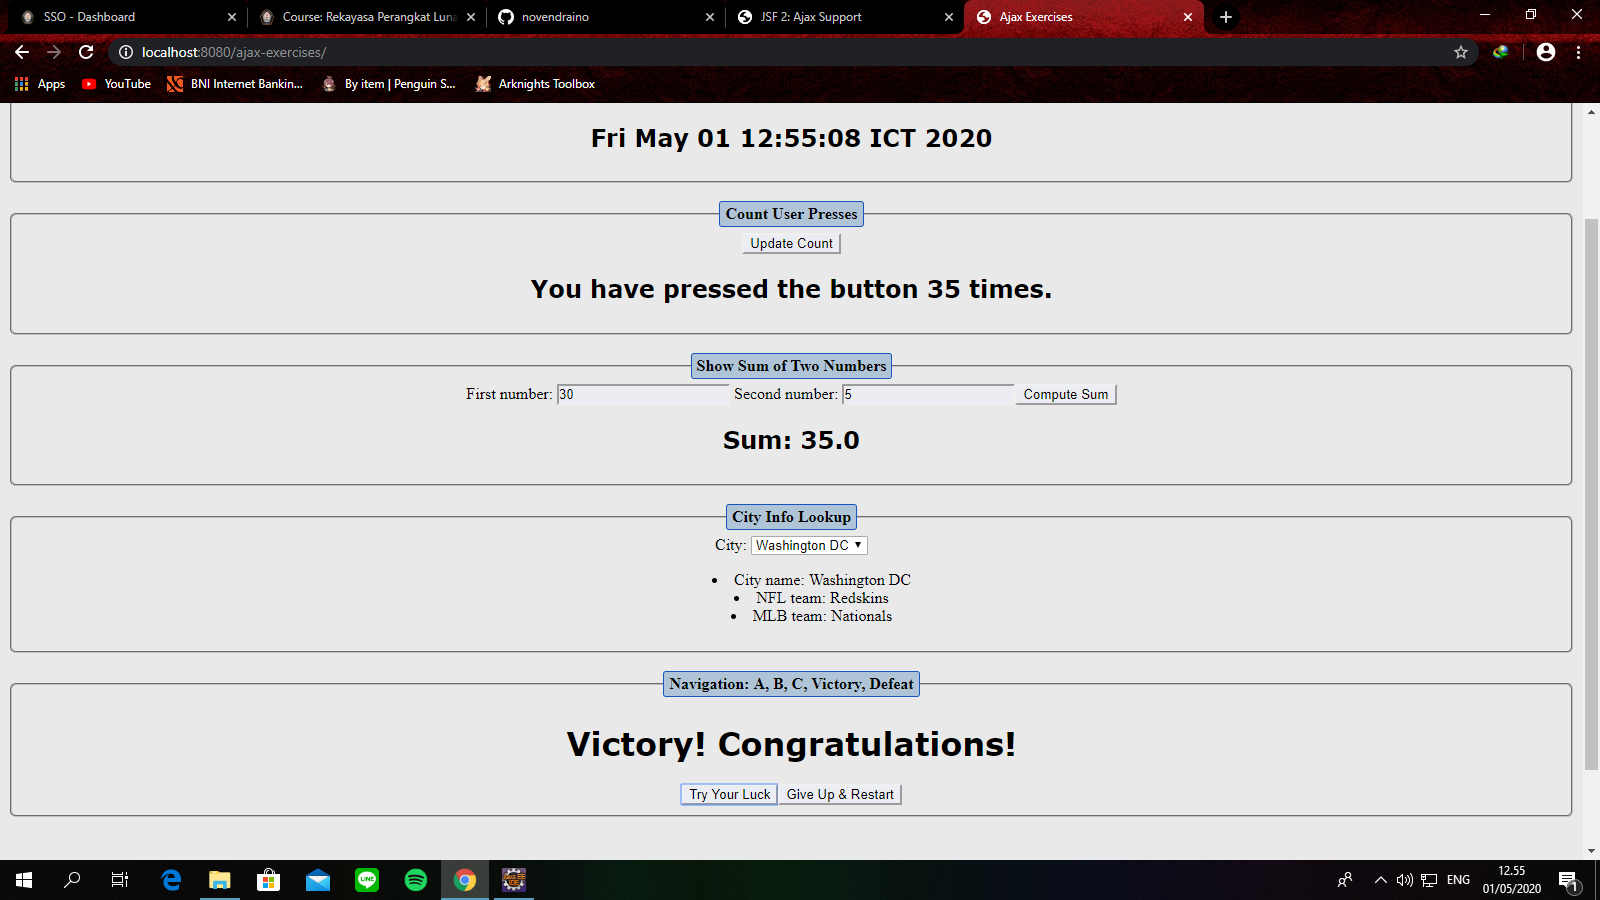 SSO - Dashboard
Course: Rekayasa Perangkat Luna
novendraino
JSF 2: Ajax Support
Ajax Exercises
localhost:8080/ajax-exercises/
Apps
YouTube
BNI Internet Bankin...
By item | Penguin S...
Arknights Toolbox
Fri May 01 12:55:08 ICT 2020
Count User Presses
Update Count
You have pressed the button 35 times.
Show Sum of Two Numbers
First number: 30 Second number: 5 Compute Sum
Sum: 35.0
City Info Lookup
City: Washington DC
• City name: Washington DC
• NFL team: Redskins
• MLB team: Nationals
Navigation: A, B, C, Victory, Defeat
Victory! Congratulations!
Try Your Luck Give Up & Restart
ENG
12.55
01/05/2020
1